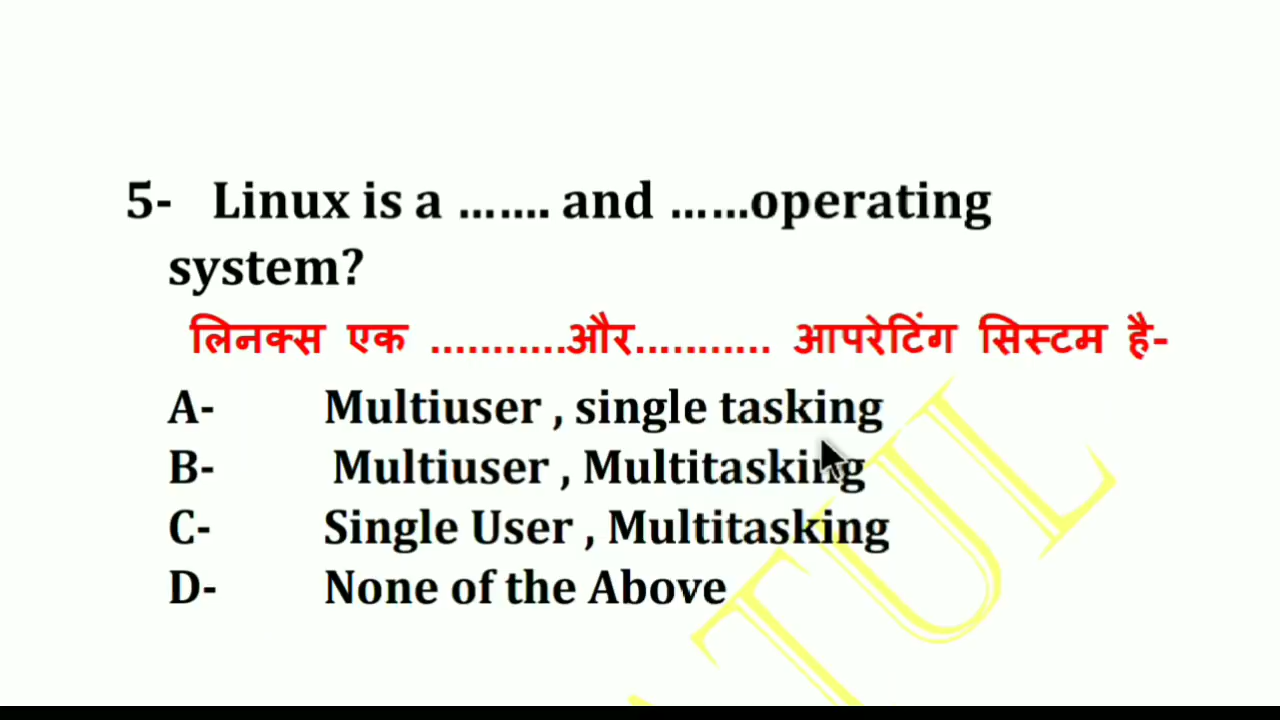 5- Linux is a ……. and ……operating
system?
लिनक्स एक ...........और........... आपरेटिंग सिस्टम है-
A- Multiuser , single tasking
B- Multiuser , Multitasking
C- Single User , Multitasking
D- None of the Above